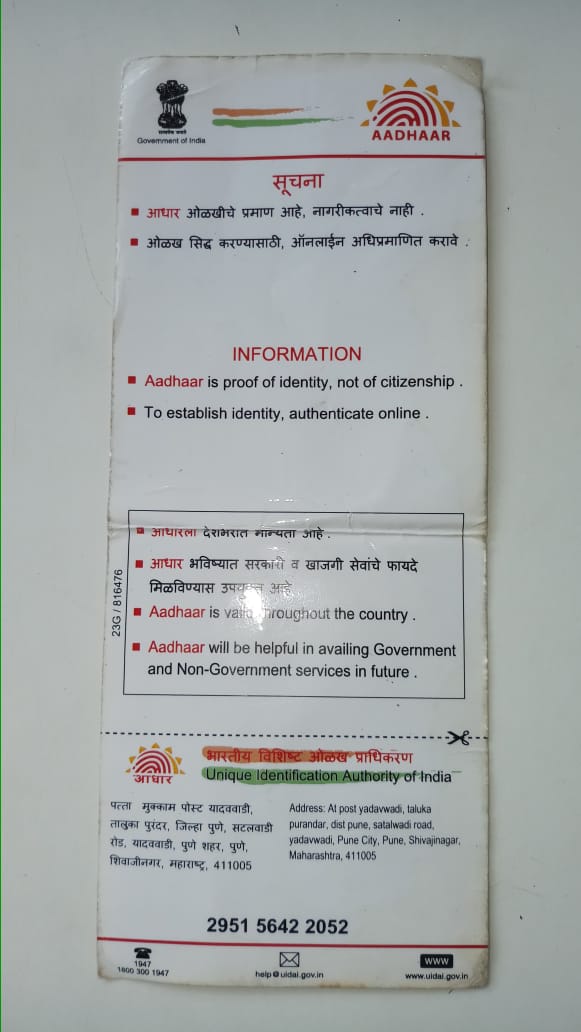 Government of India
AADHAAR
सूचना
आधार ओळखीचे प्रमाण आहे, नागरीकत्वाचे नाही .
ओळख सिद्ध करण्यासाठी, ऑनलाईन अधिप्रमाणित करावे .
INFORMATION
Aadhaar is proof of identity, not of citizenship .
To establish identity, authenticate online .
आधारला देशभरात मान्यता आहे .
आधार भविष्यात सरकारी व खाजगी सेवांचे फायदे
मिळविण्यास उपयुक्त आहे
Aadhaar is valid throughout the country .
Aadhaar will be helpful in availing Government
and Non-Government services in future .
23G / 816476
आधार
भारतीय विशिष्ट ओळख प्राधिकरण
Unique Identification Authority of India
पत्ता मुक्काम पोस्ट यादववाडी,
तालुका पुरंदर, जिल्हा पुणे, सटलवाडी
रोड, यादववाडी, पुणे शहर, पुणे,
शिवाजीनगर, महाराष्ट्र, 411005
Address: At post yadavwadi, taluka
purandar, dist pune, satalwadi road,
yadavwadi, Pune City, Pune, Shivajinagar,
Maharashtra, 411005
2951 5642 2052
1947
1800 300 1947
help@uidai.gov.in
www
www.uidai.gov.in